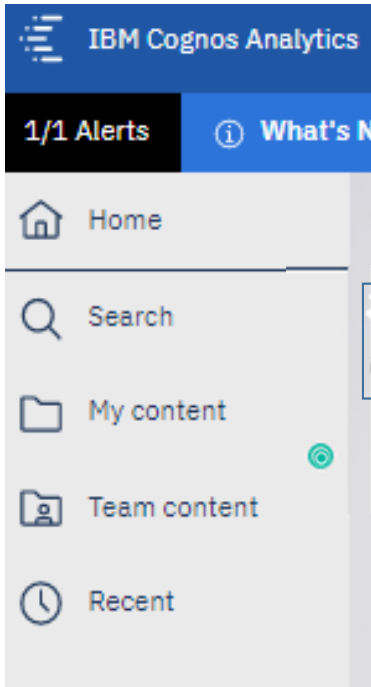 IBM Cognos Analytics
1/1 Alerts
What's
Home
Search
My content
Team content
Recent